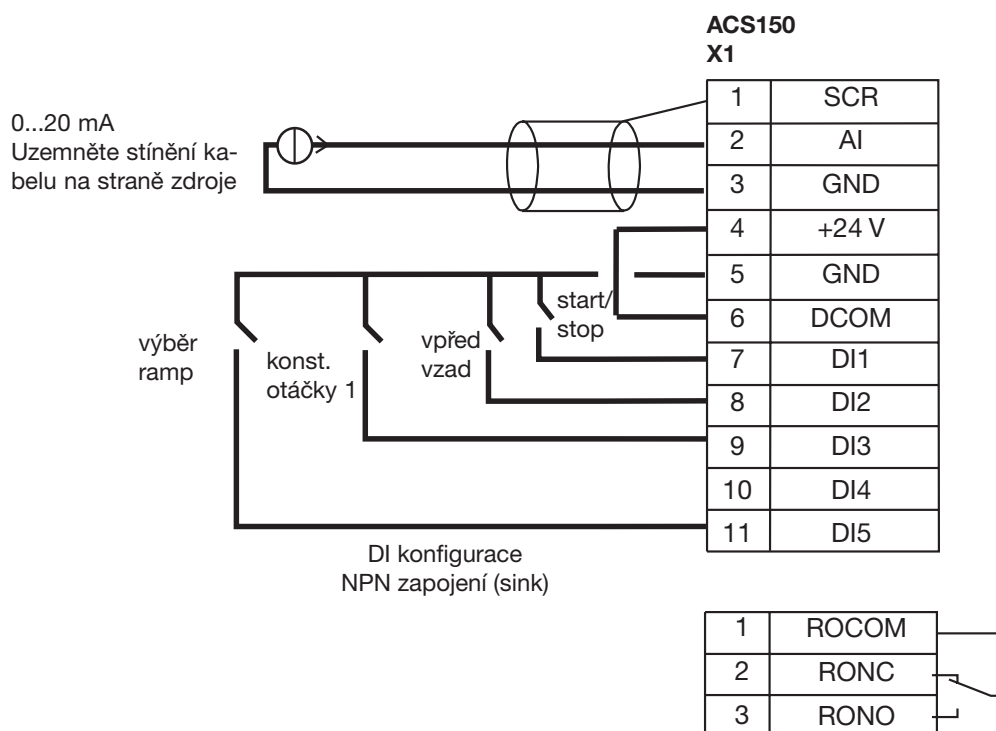 ACS150
X1
0...20 mA
Uzemněte stínění ka-
belu na straně zdroje
1 SCR
2 AI
3 GND
4 +24 V
5 GND
6 DCOM
7 DI1
8 DI2
9 DI3
10 DI4
11 DI5
výběr
ramp
konst.
otáčky 1
vpřed
vzad
start/
stop
DI konfigurace
NPN zapojení (sink)
1 ROCOM
2 RONC
3 RONO